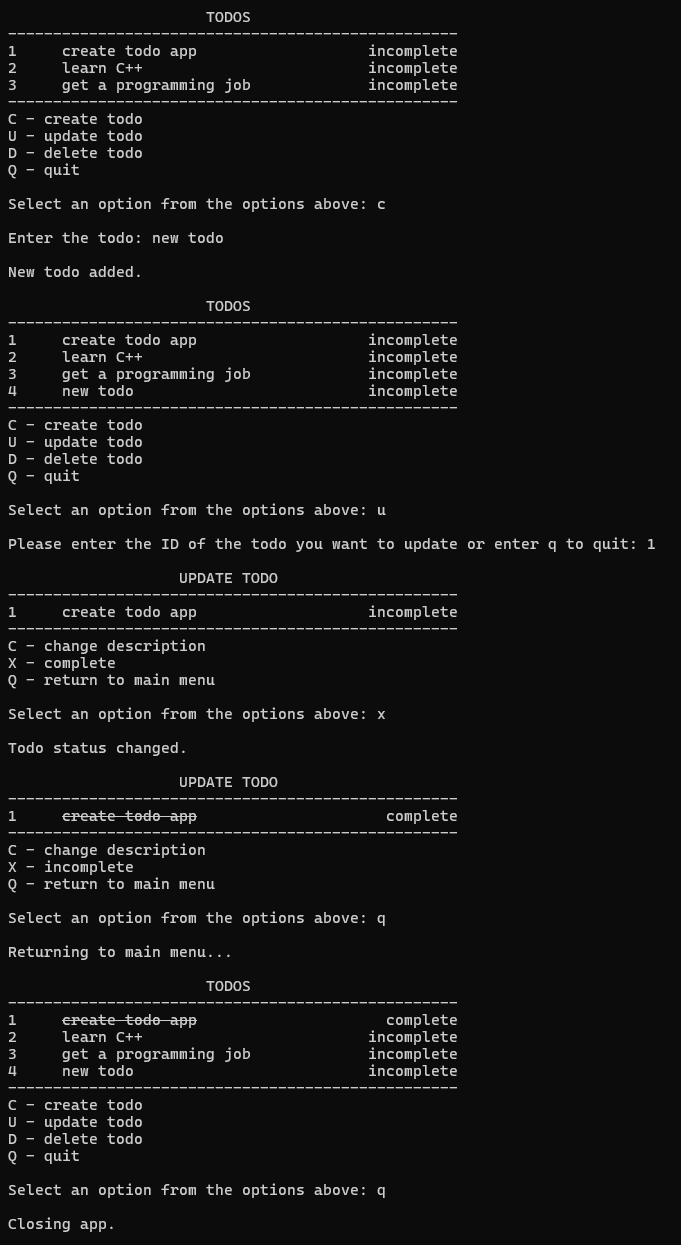 TODOS
--------------------------------------------------
1     create todo app                   incomplete
2     learn C++                         incomplete
3     get a programming job             incomplete
--------------------------------------------------
C - create todo
U - update todo
D - delete todo
Q - quit
Select an option from the options above: c
Enter the todo: new todo
New todo added.
TODOS
--------------------------------------------------
1     create todo app                   incomplete
2     learn C++                         incomplete
3     get a programming job             incomplete
4     new todo                          incomplete
--------------------------------------------------
C - create todo
U - update todo
D - delete todo
Q - quit
Select an option from the options above: u
Please enter the ID of the todo you want to update or enter q to quit: 1
UPDATE TODO
--------------------------------------------------
1     create todo app                   incomplete
--------------------------------------------------
C - change description
X - complete
Q - return to main menu
Select an option from the options above: x
Todo status changed.
UPDATE TODO
--------------------------------------------------
1     create todo app                     complete
--------------------------------------------------
C - change description
X - incomplete
Q - return to main menu
Select an option from the options above: q
Returning to main menu...
TODOS
--------------------------------------------------
1     create todo app                     complete
2     learn C++                         incomplete
3     get a programming job             incomplete
4     new todo                          incomplete
--------------------------------------------------
C - create todo
U - update todo
D - delete todo
Q - quit
Select an option from the options above: q
Closing app.